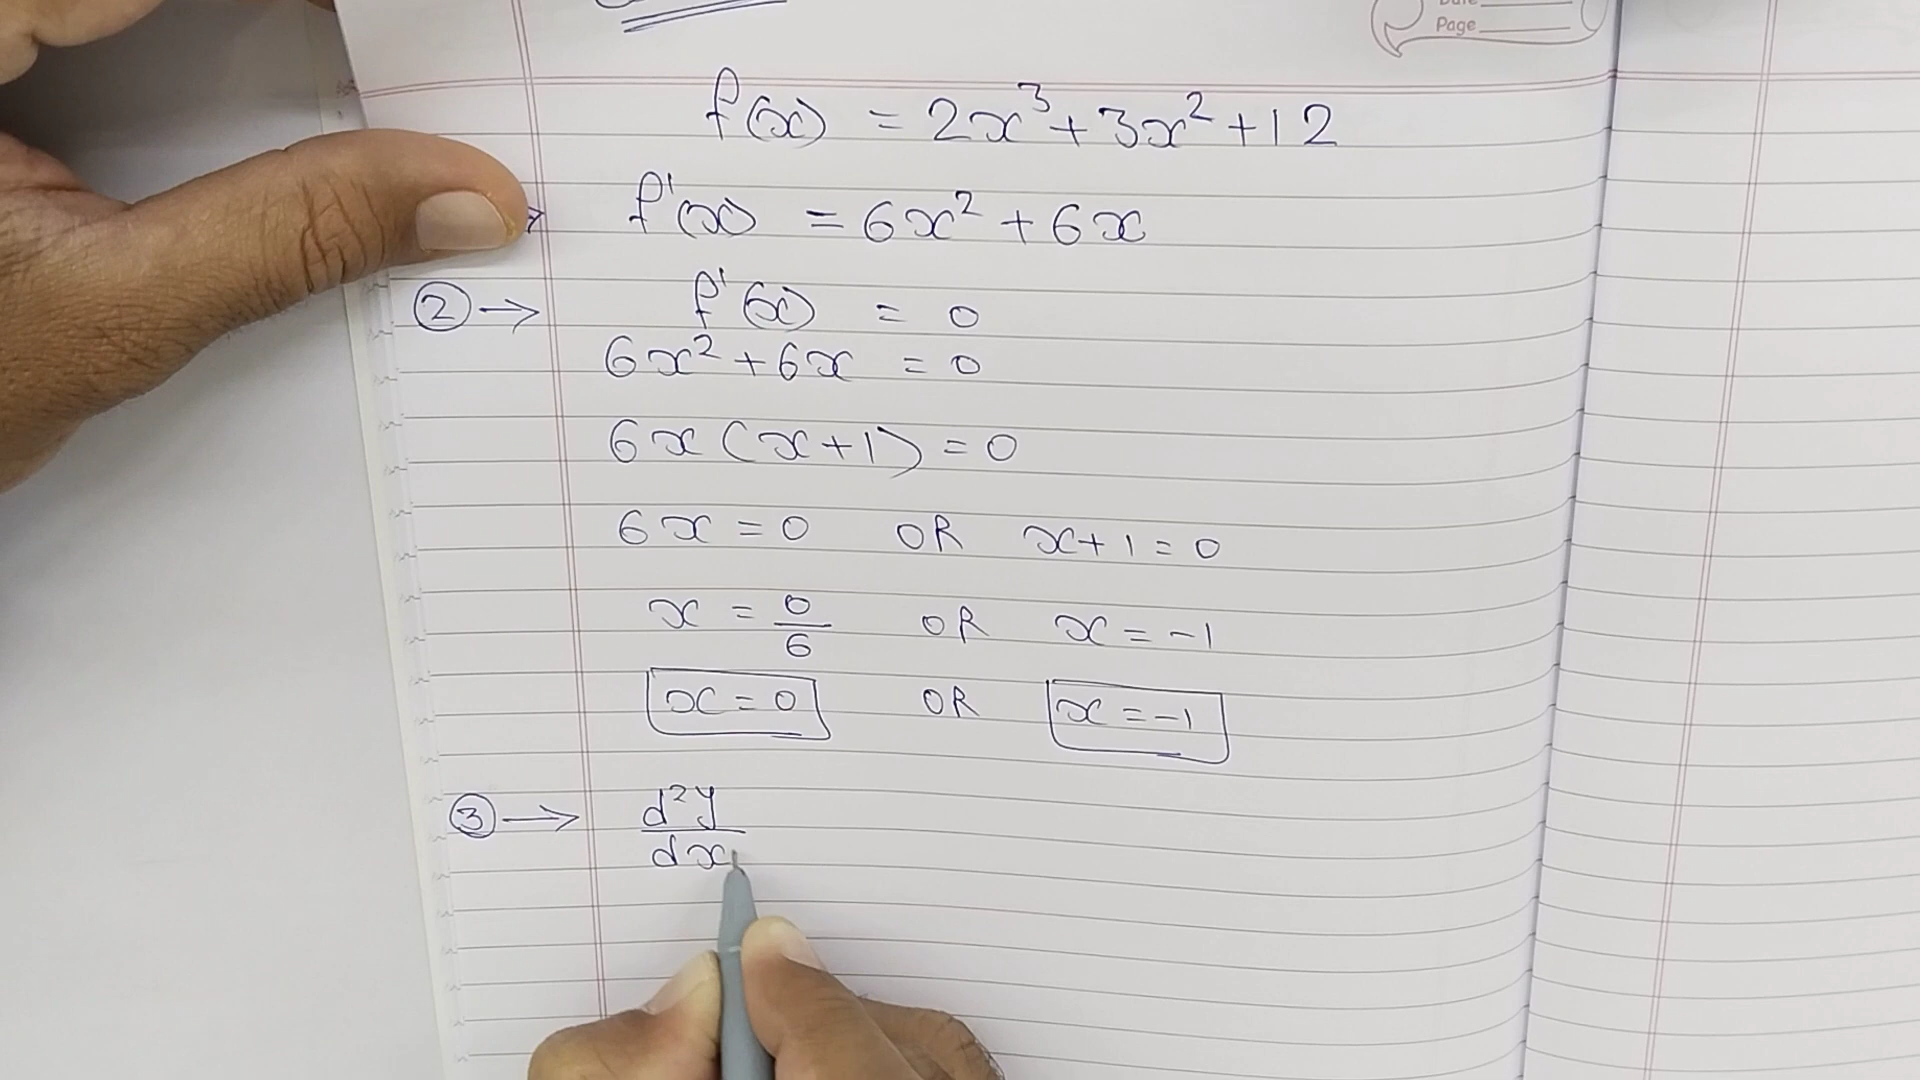 Page
f(x) = 2x³ + 3x² + 12
f'(x) = 6x² + 6x
② → f'(x) = 0
6x² + 6x = 0
6x (x+1) = 0
6x = 0 OR x+1 = 0
x = 0/6 OR x = -1
x = 0 OR x = -1
③ → d²y/dx